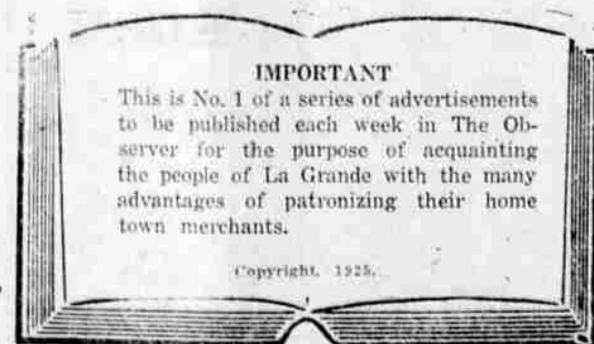 IMPORTANT
This is No. 1 of a series of advertisements
to be published each week in The Ob-
server for the purpose of acquainting
the people of La Grande with the many
advantages of patronizing their home
town merchants.
Copyright, 1925.